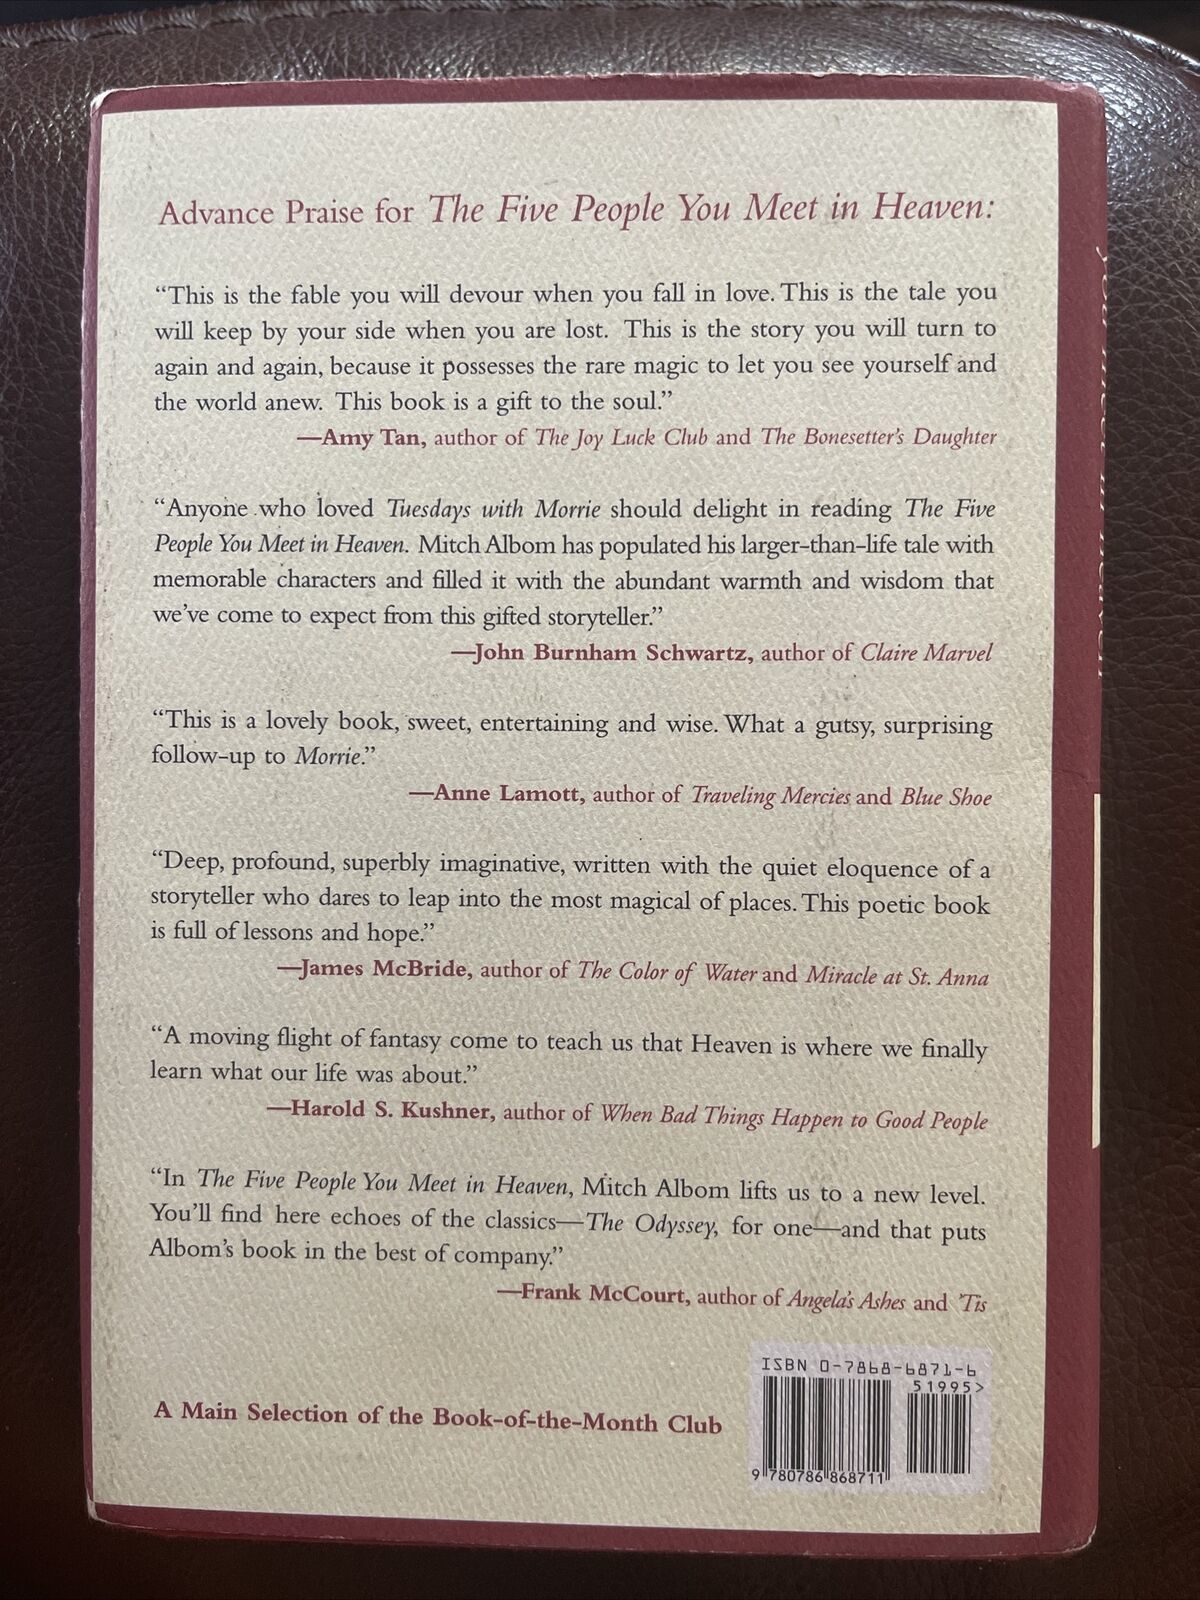 Advance Praise for The Five People You Meet in Heaven:
“This is the fable you will devour when you fall in love. This is the tale you
will keep by your side when you are lost. This is the story you will turn to
again and again, because it possesses the rare magic to let you see yourself and
the world anew. This book is a gift to the soul.”
—Amy Tan, author of The Joy Luck Club and The Bonesetter's Daughter
“Anyone who loved Tuesdays with Morrie should delight in reading The Five
People You Meet in Heaven. Mitch Albom has populated his larger-than-life tale with
memorable characters and filled it with the abundant warmth and wisdom that
we've come to expect from this gifted storyteller.”
—John Burnham Schwartz, author of Claire Marvel
“This is a lovely book, sweet, entertaining and wise. What a gutsy, surprising
follow-up to Morrie.”
—Anne Lamott, author of Traveling Mercies and Blue Shoe
“Deep, profound, superbly imaginative, written with the quiet eloquence of a
storyteller who dares to leap into the most magical of places. This poetic book
is full of lessons and hope.”
—James McBride, author of The Color of Water and Miracle at St. Anna
“A moving flight of fantasy come to teach us that Heaven is where we finally
learn what our life was about.”
—Harold S. Kushner, author of When Bad Things Happen to Good People
“In The Five People You Meet in Heaven, Mitch Albom lifts us to a new level.
You'll find here echoes of the classics—The Odyssey, for one—and that puts
Albom's book in the best of company.”
—Frank McCourt, author of Angela's Ashes and 'Tis
A Main Selection of the Book-of-the-Month Club
ISBN 0-7868-6871-6
51995>
9 780786 868711
you meet in heaven